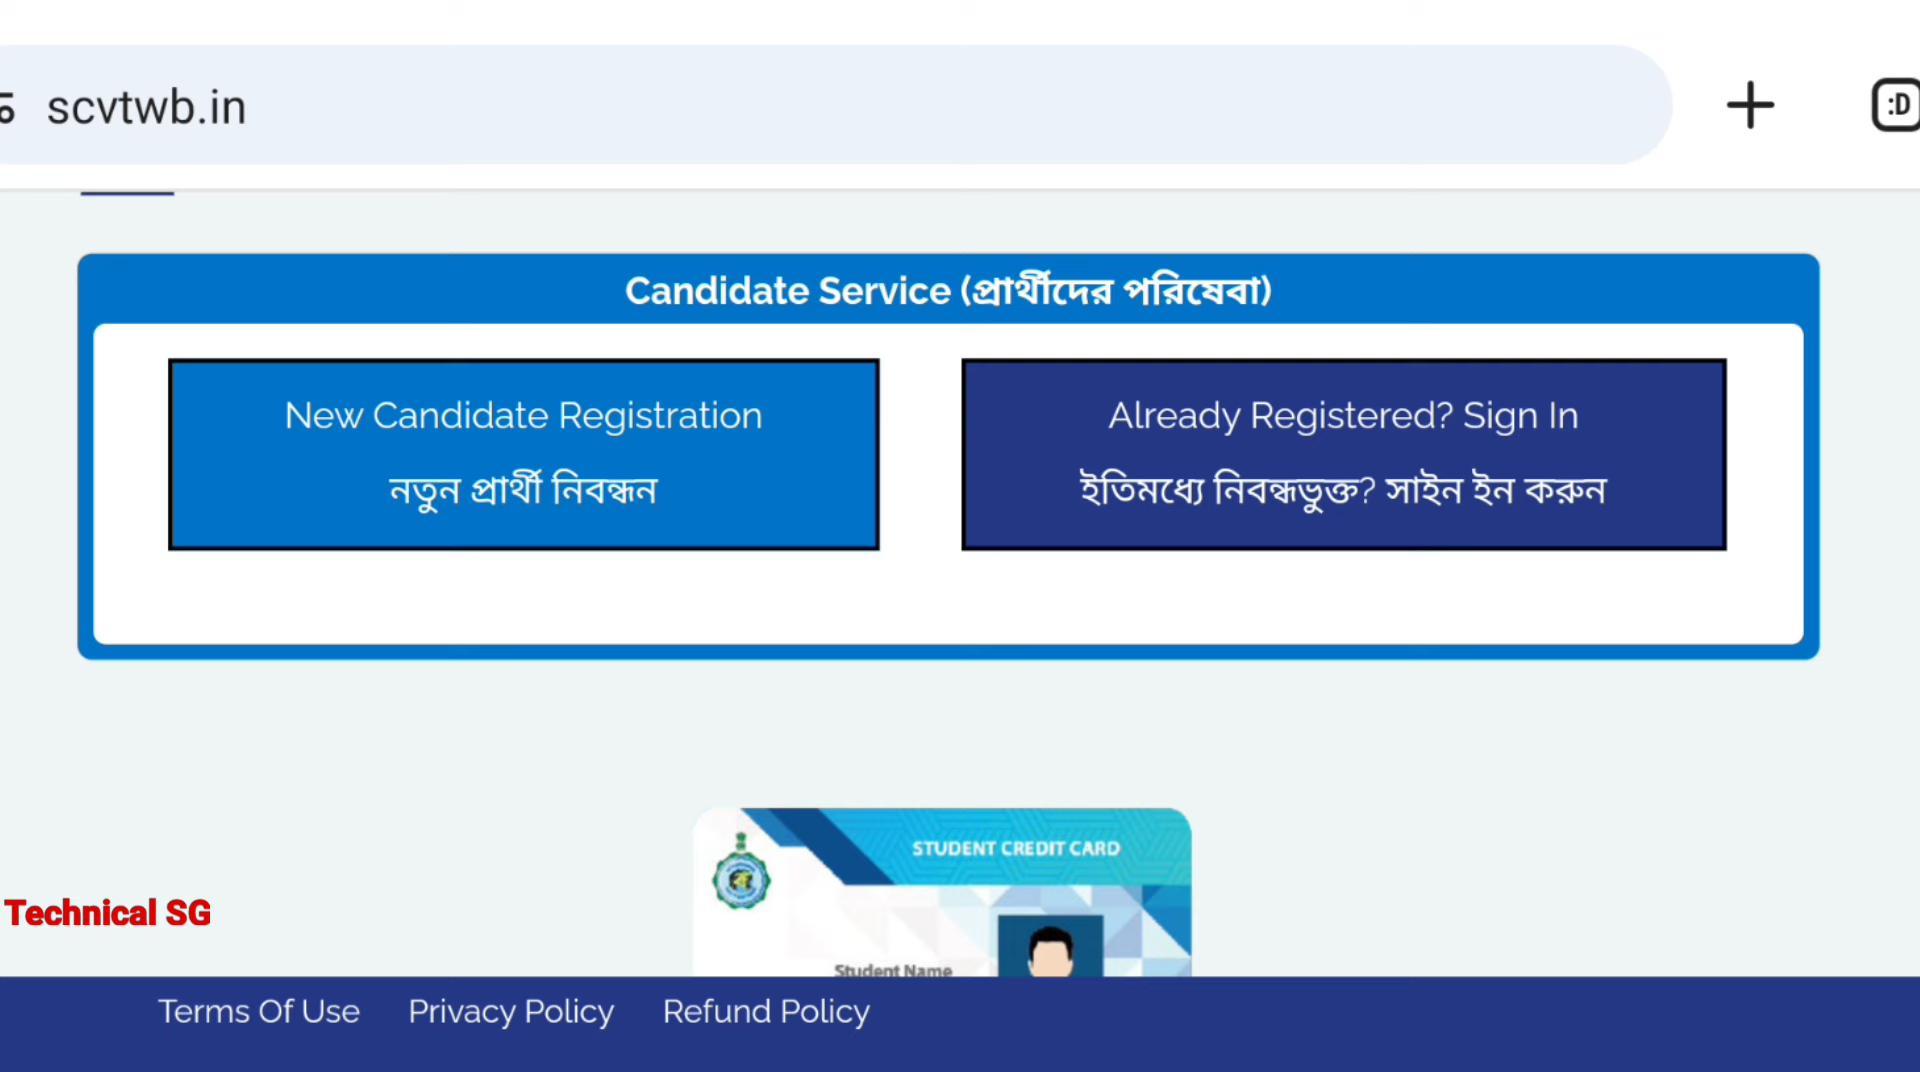 scvtwb.in
:D
Candidate Service (প্রার্থীদের পরিষেবা)
New Candidate Registration
নতুন প্রার্থী নিবন্ধন
Already Registered? Sign In
ইতিমধ্যে নিবন্ধভুক্ত? সাইন ইন করুন
STUDENT CREDIT CARD
Student Name
Technical SG
Terms Of Use
Privacy Policy
Refund Policy